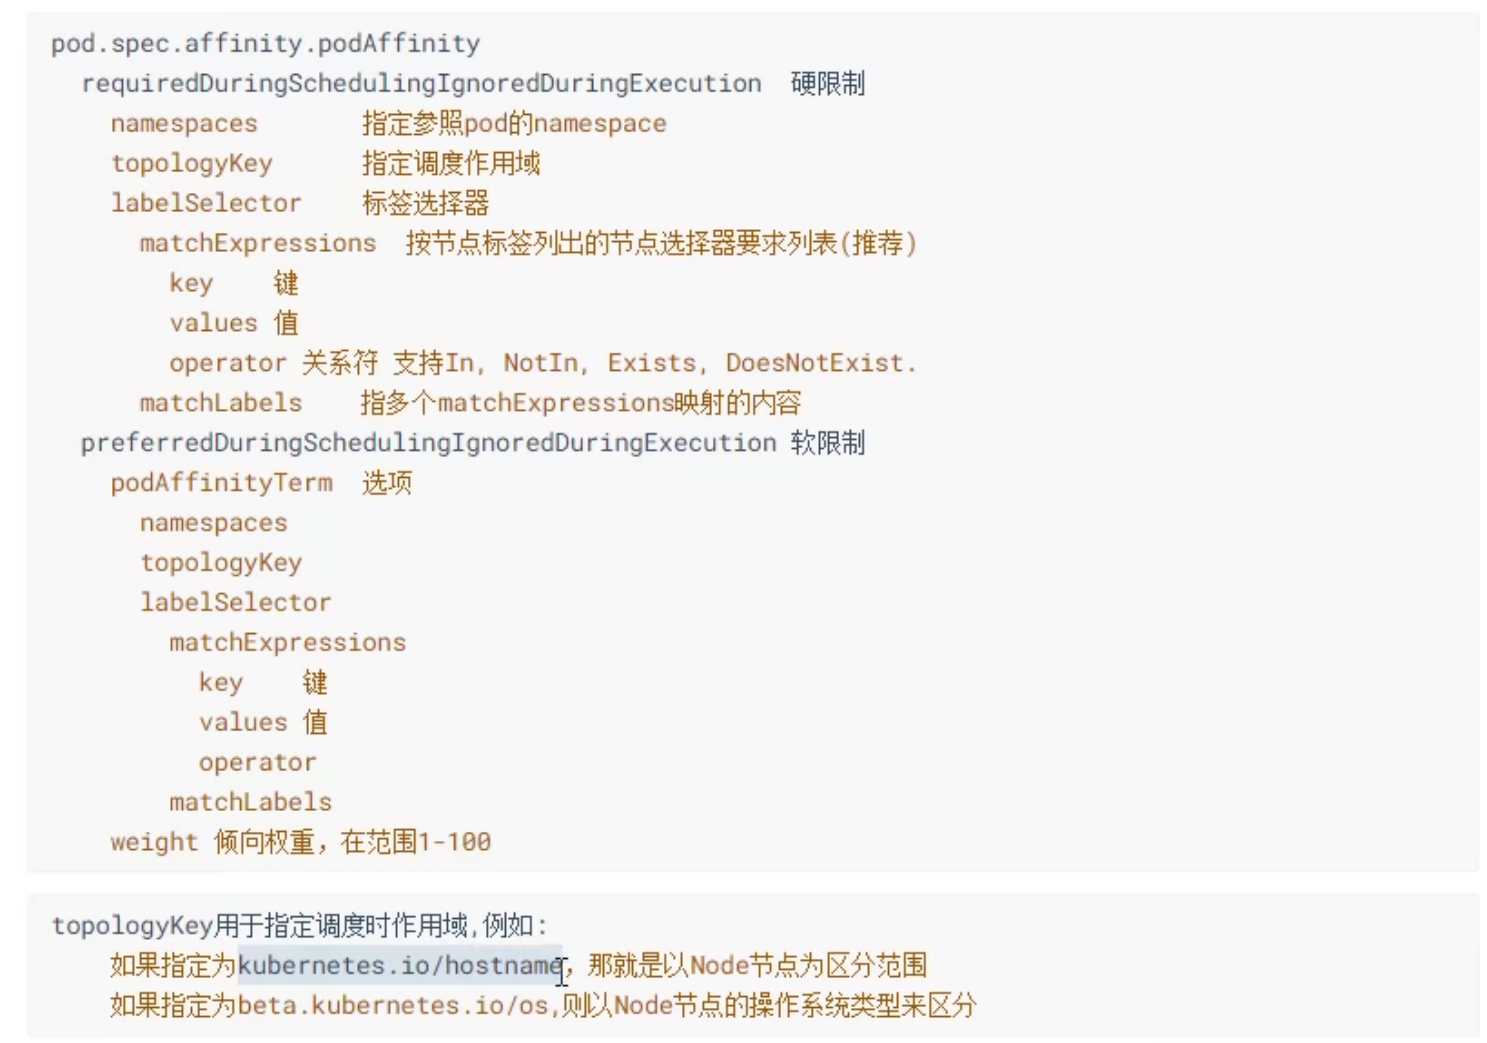 pod.spec.affinity.podAffinity
requiredDuringSchedulingIgnoredDuringExecution 硬限制
namespaces 指定参照pod的namespace
topologyKey 指定调度作用域
labelSelector 标签选择器
matchExpressions 按节点标签列出的节点选择器要求列表(推荐)
key 键
values 值
operator 关系符 支持In, NotIn, Exists, DoesNotExist.
matchLabels 指多个matchExpressions映射的内容
preferredDuringSchedulingIgnoredDuringExecution 软限制
podAffinityTerm 选项
namespaces
topologyKey
labelSelector
matchExpressions
key 键
values 值
operator
matchLabels
weight 倾向权重，在范围1-100
topologyKey用于指定调度时作用域,例如:
如果指定为kubernetes.io/hostname，那就是以Node节点为区分范围
如果指定为beta.kubernetes.io/os,则以Node节点的操作系统类型来区分